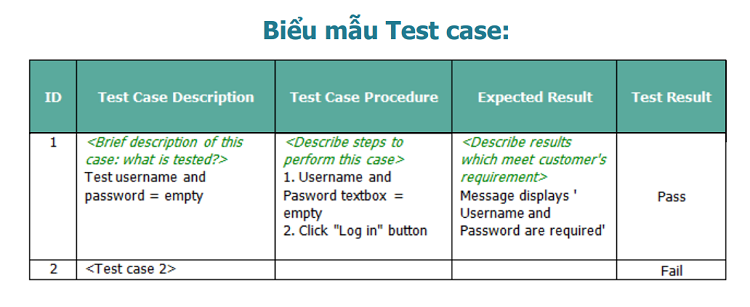 Biểu mẫu Test case:
ID
Test Case Description
Test Case Procedure
Expected Result
Test Result
1
<Brief description of this
case: what is tested?>
Test username and
password = empty
<Describe steps to
perform this case>
1. Username and
Pasword textbox =
empty
2. Click "Log in" button
<Describe results
which meet customer's
requirement>
Message displays '
Username and
Password are required'
Pass
2
<Test case 2>
Fail